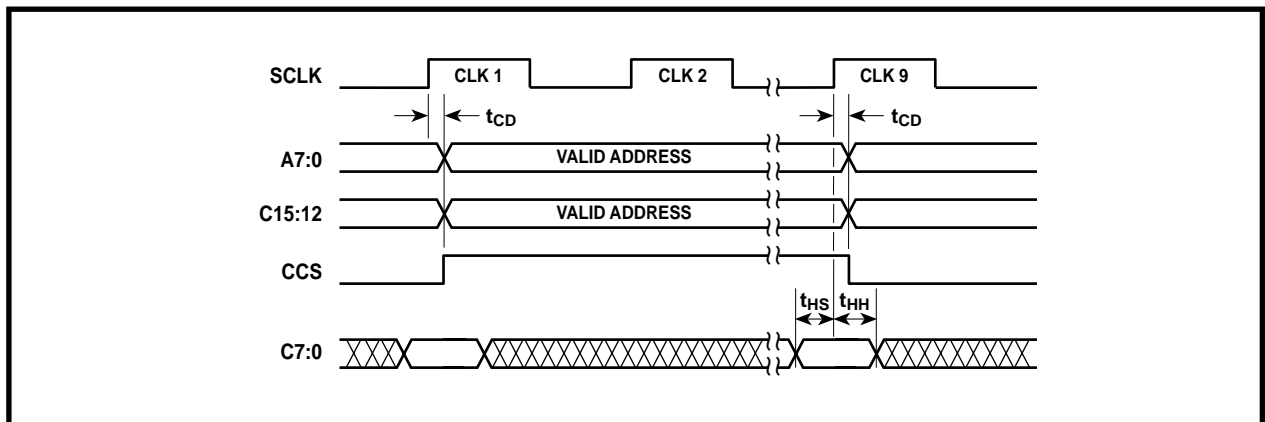 SCLK CLK 1 CLK 2 CLK 9
tCD tCD
A7:0 VALID ADDRESS
C15:12 VALID ADDRESS
CCS
tHS tHH
C7:0